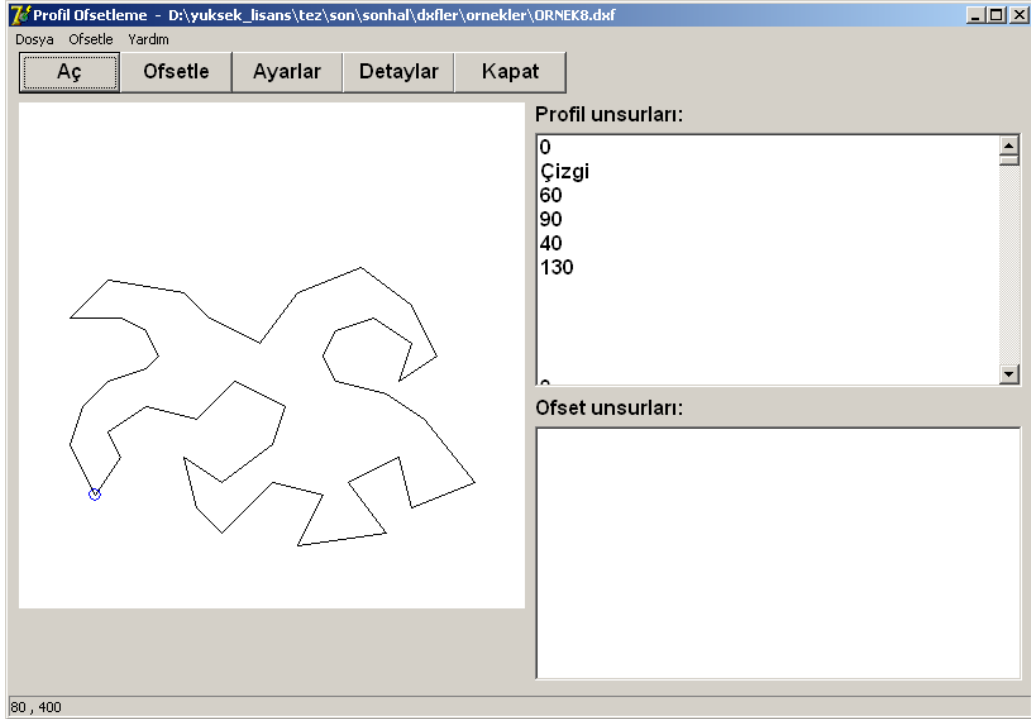 Profil Ofsetleme - D:\yuksek_lisans\tez\son\sonhal\dxfler\ornekler\ORNEK8.dxf
Dosya Ofsetle Yardım
Aç Ofsetle Ayarlar Detaylar Kapat
Profil unsurları:
0
Çizgi
60
90
40
130
Ofset unsurları:
80 , 400